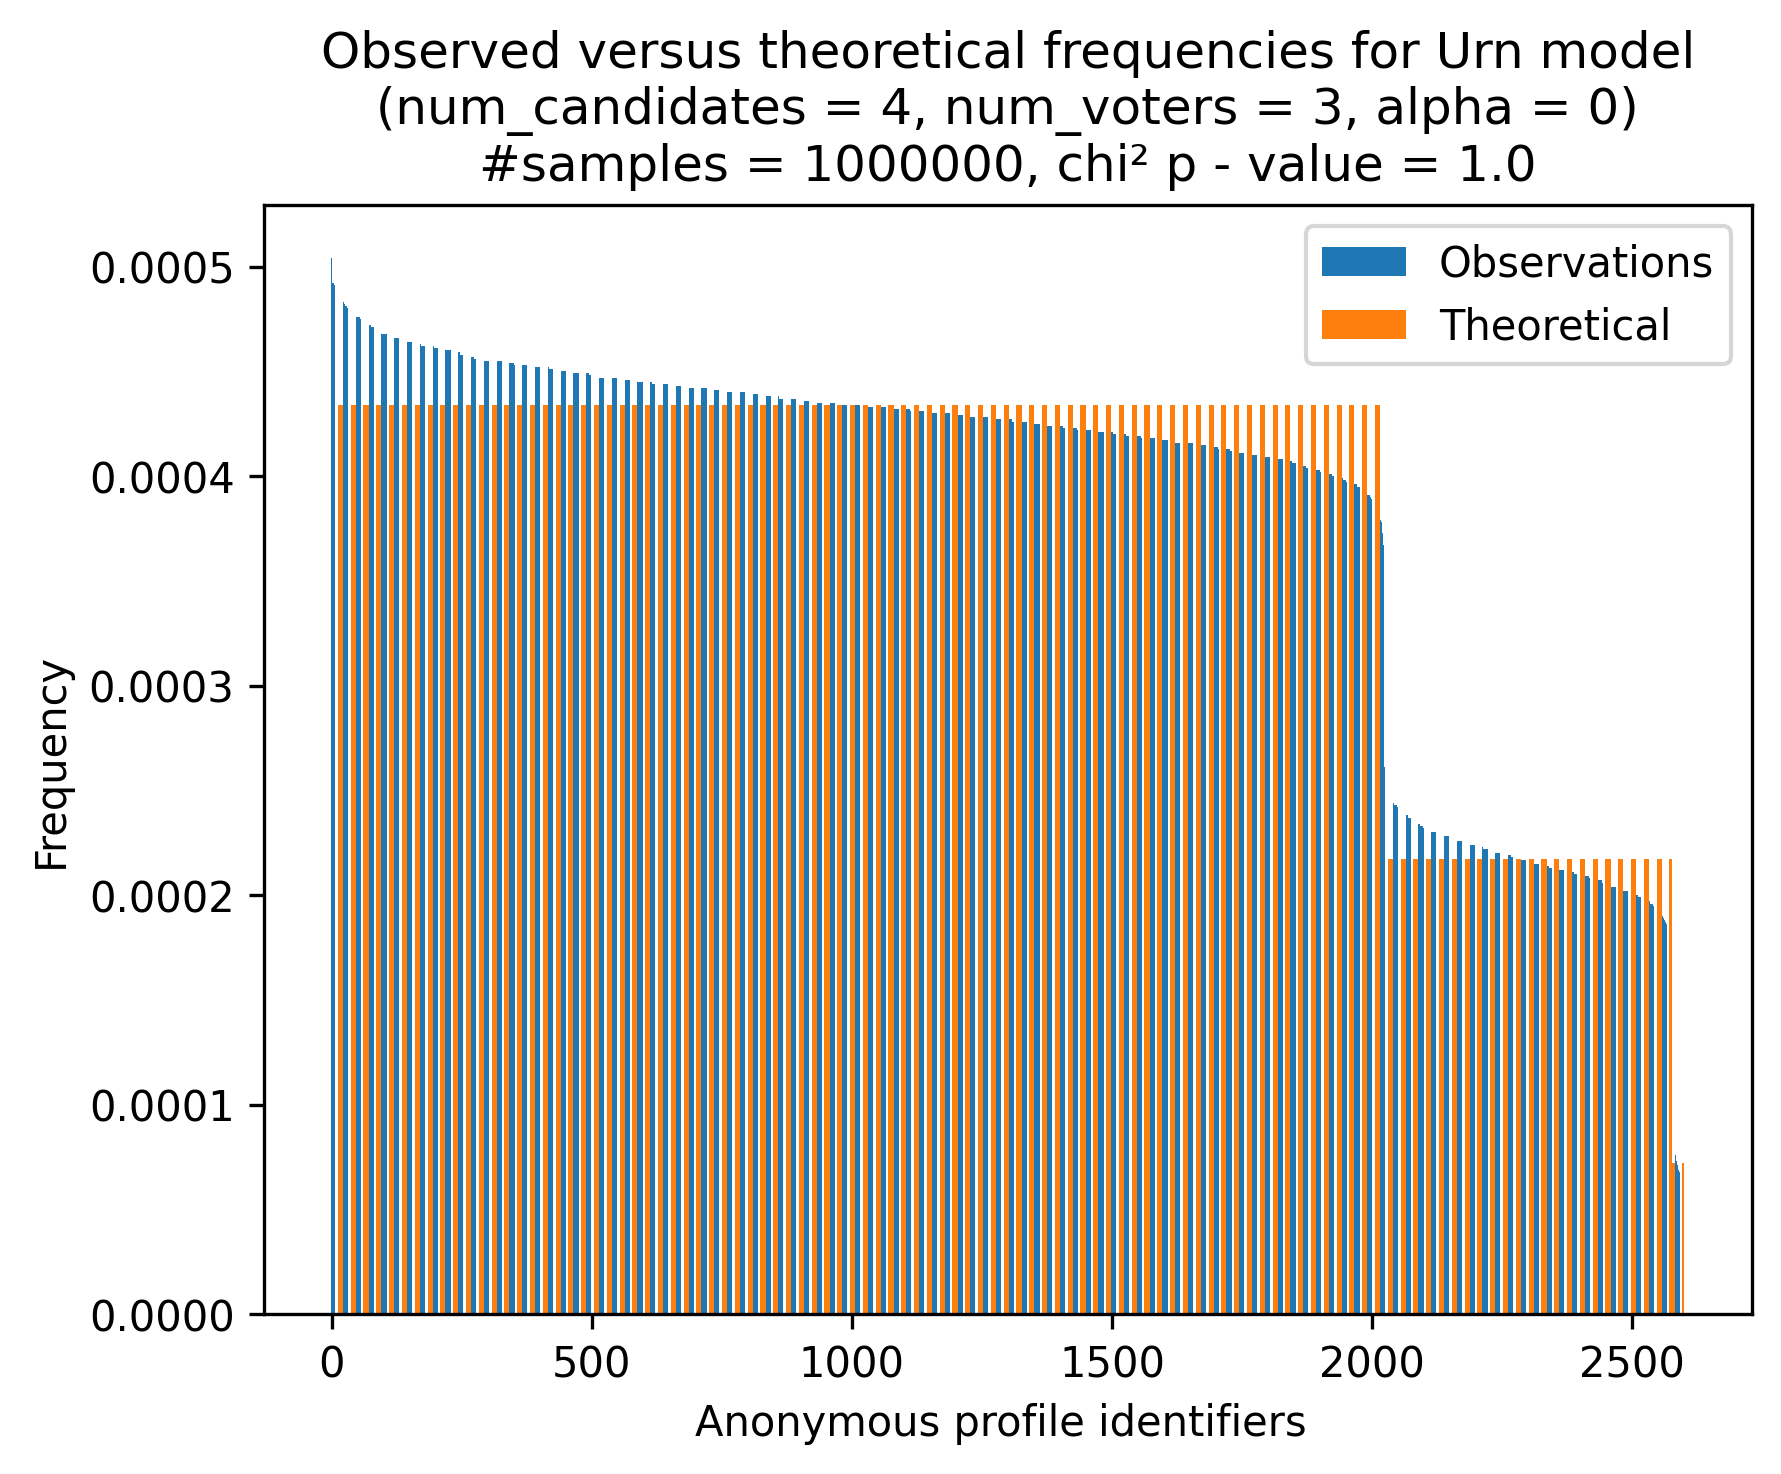 Observed versus theoretical frequencies for Urn model
(num_candidates = 4, num_voters = 3, alpha = 0)
#samples = 1000000, chi² p - value = 1.0
Observations
Theoretical
0.0005
0.0004
0.0003
0.0002
0.0001
0.0000
Frequency
0
500
1000
1500
2000
2500
Anonymous profile identifiers